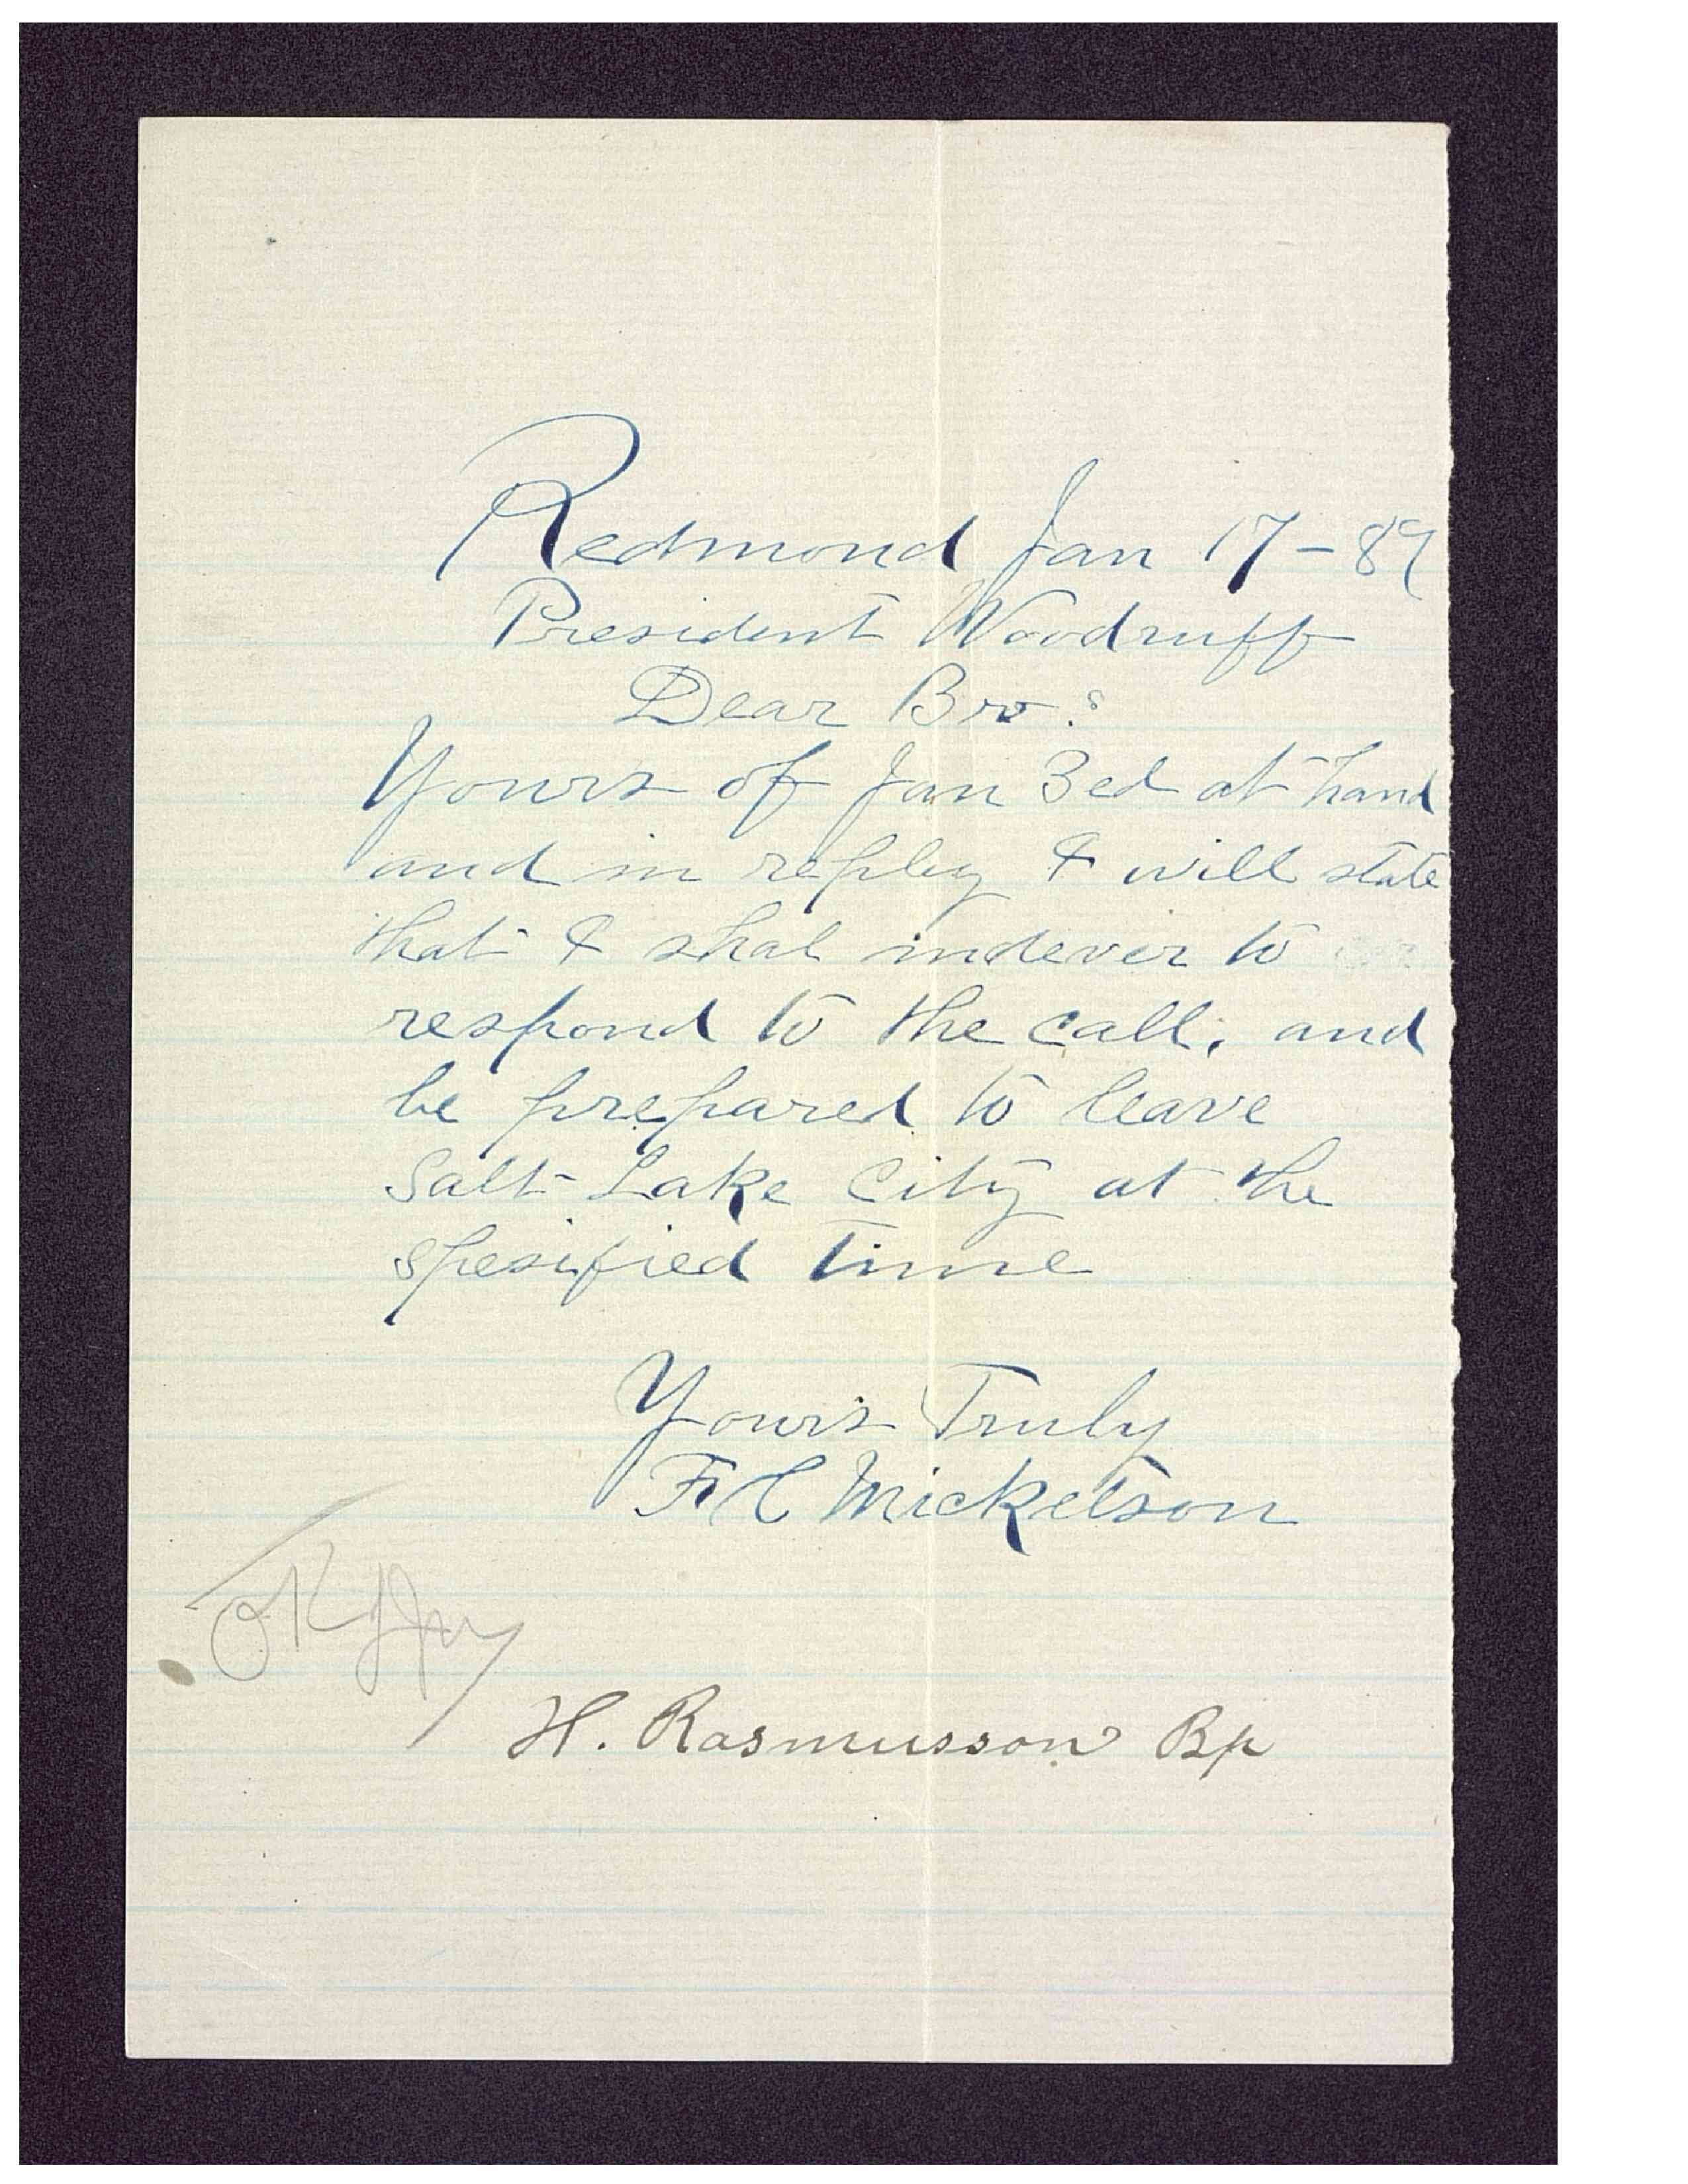 Redmond Jan 17-89
President Woodruff
Dear Bro.:
Yours of Jan 3ed at hand
and in reply I will state
that I shal indever to
respond to the call, and
be prepared to leave
Salt Lake City at the
spesified time
Yours Truly
F C Mickelson
OK
H. Rasmusson Bp